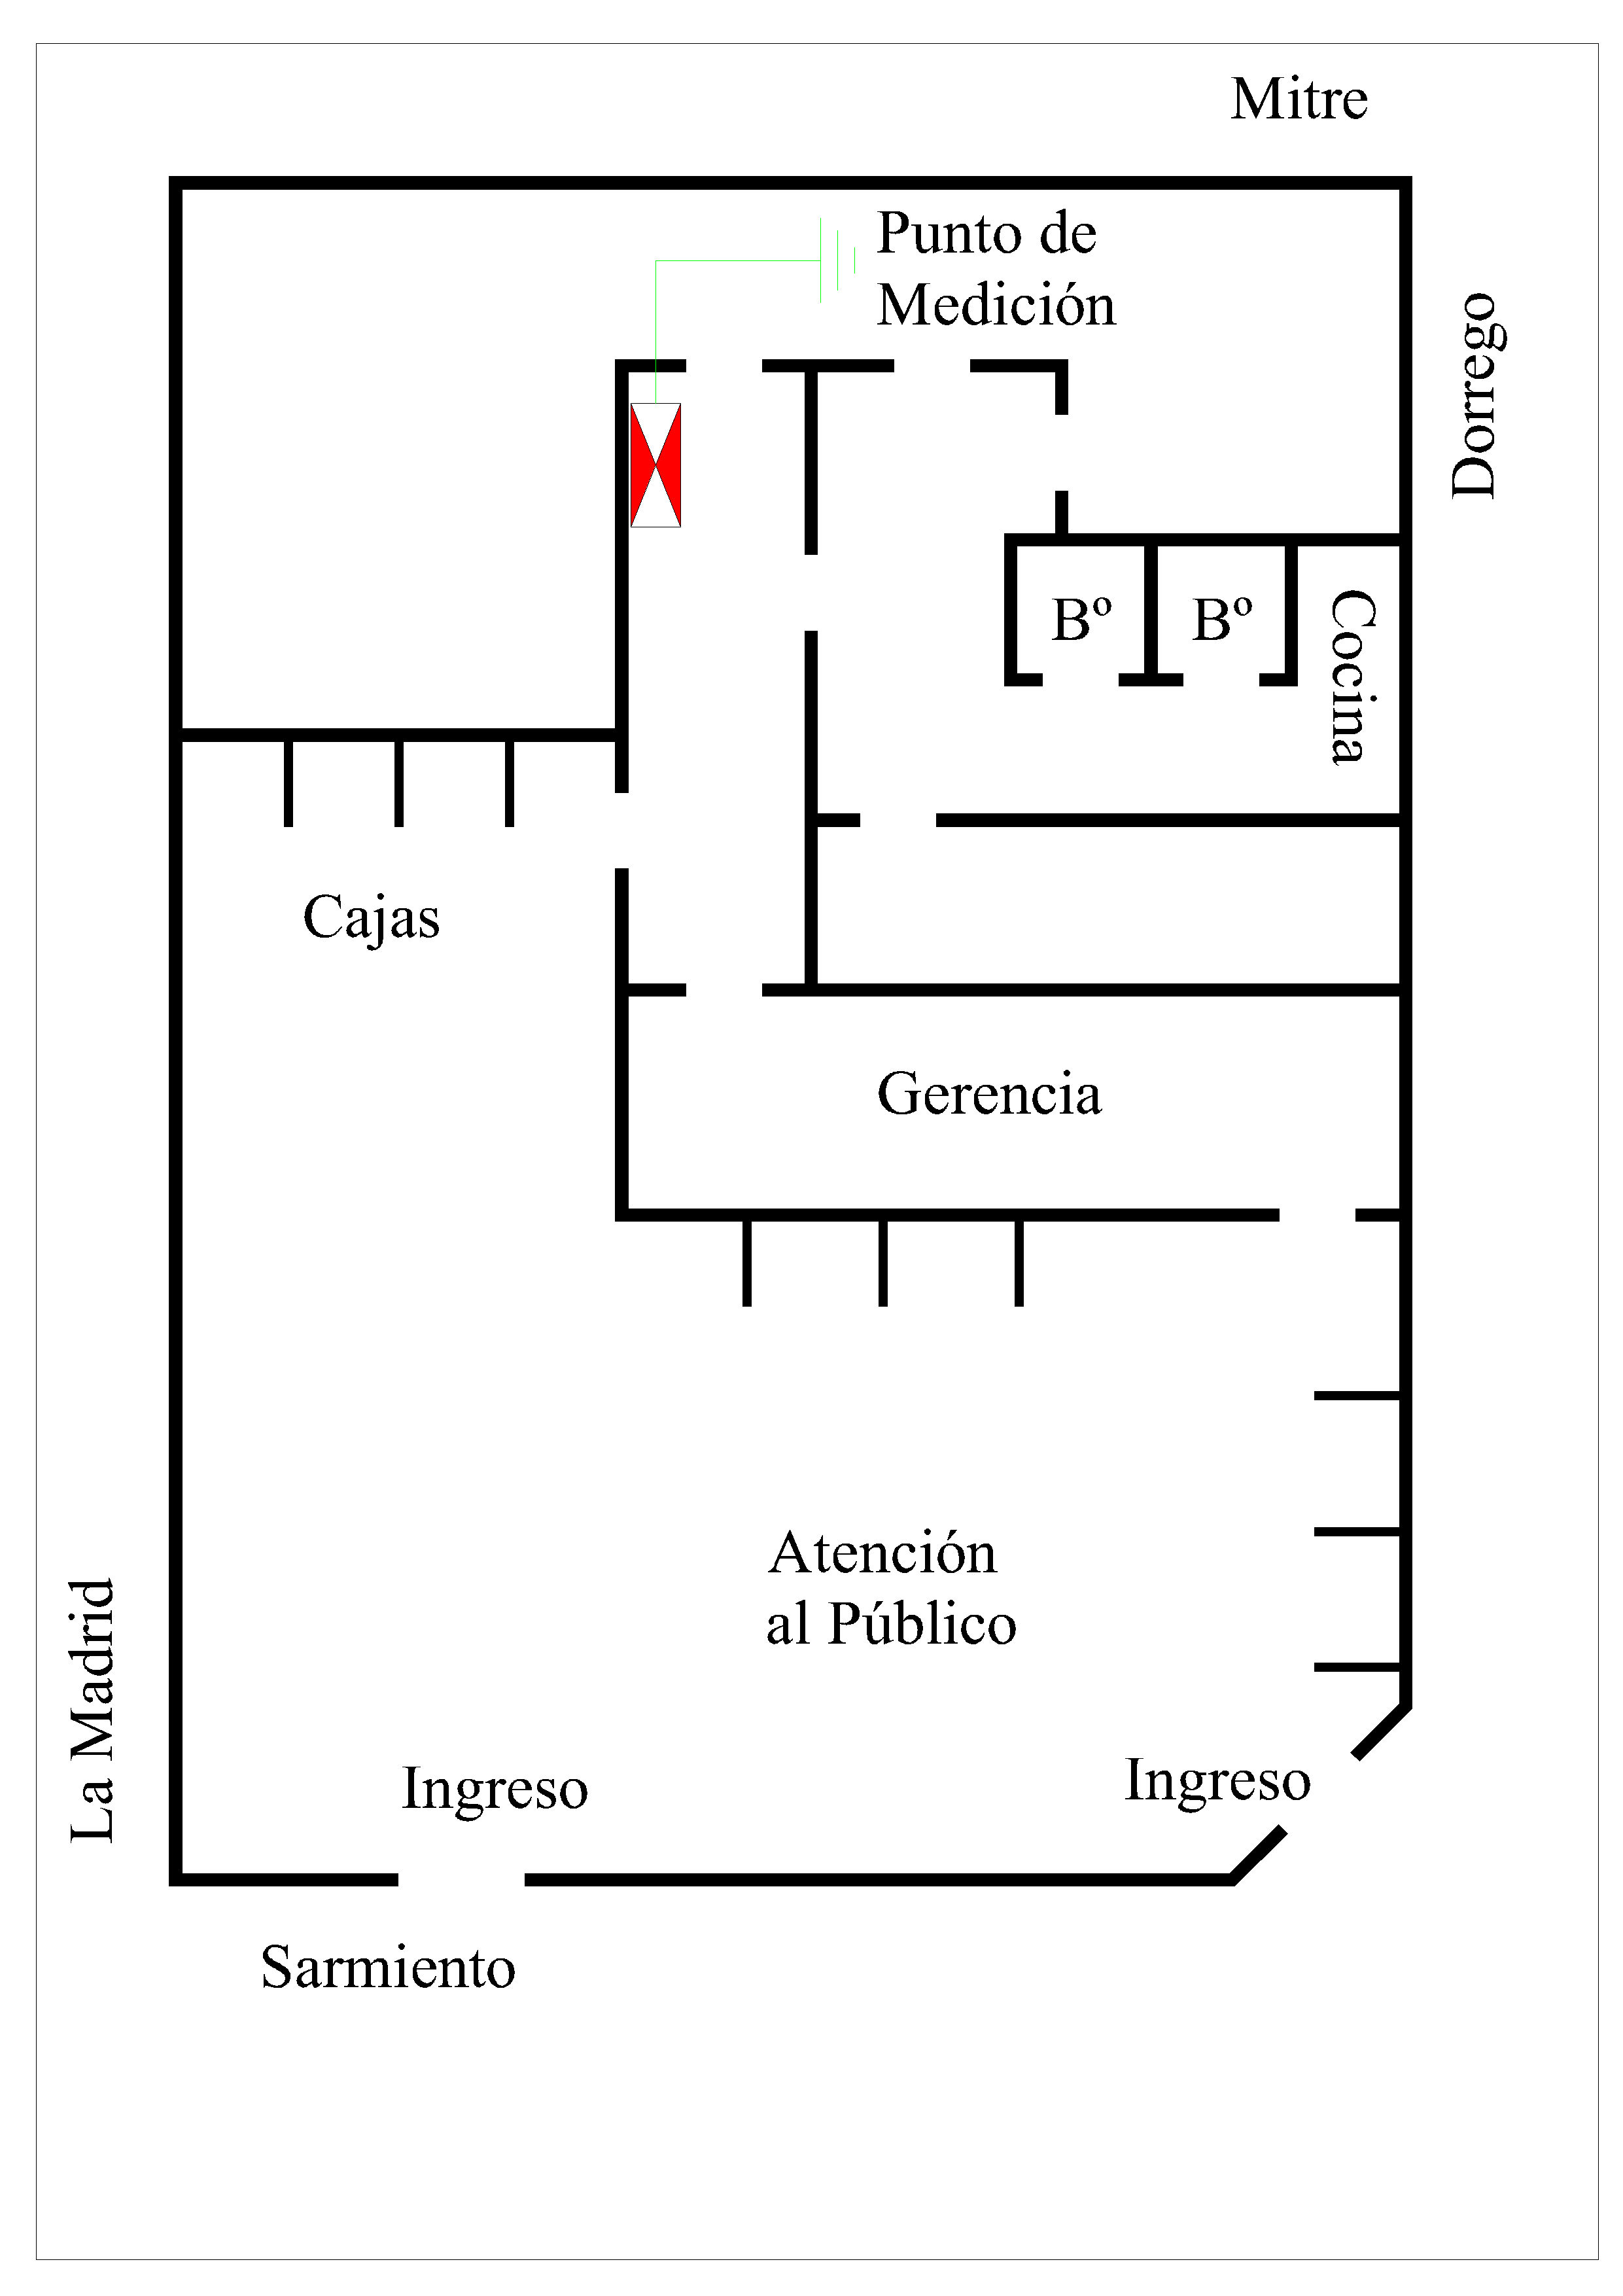 Mitre
Punto de
Medición
Dorrego
Bº
Bº
Cocina
Cajas
Gerencia
Atención
al Público
La Madrid
Ingreso
Ingreso
Sarmiento